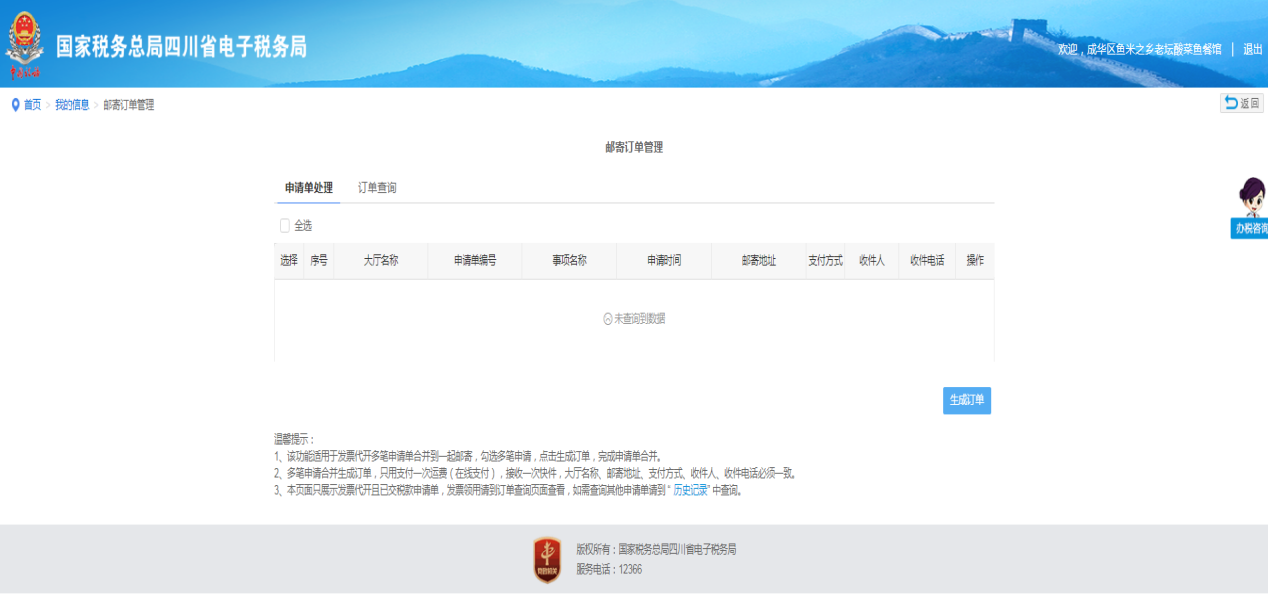 国家税务总局四川省电子税务局
欢迎，成华区鱼米之乡老坛酸菜鱼餐馆 | 退出
首页 > 我的信息 > 邮寄订单管理
返回
邮寄订单管理
申请单处理 订单查询
办税咨询
全选
选择 序号 大厅名称 申请单编号 事项名称 申请时间 邮寄地址 支付方式 收件人 收件电话 操作
未查询到数据
生成订单
温馨提示：
1、该功能适用于发票代开多笔申请单合并到一起邮寄，勾选多笔申请，点击生成订单，完成申请单合并。
2、多笔申请合并生成订单，只用支付一次运费（在线支付），接收一次快件，大厅名称、邮寄地址、支付方式、收件人、收件电话必须一致。
3、本页面只展示发票代开且已交税款申请单，发票领用请到订单查询页面查看，如需查询其他申请单请到“ 历史记录” 中查询。
版权所有：国家税务总局四川省电子税务局
服务电话：12366